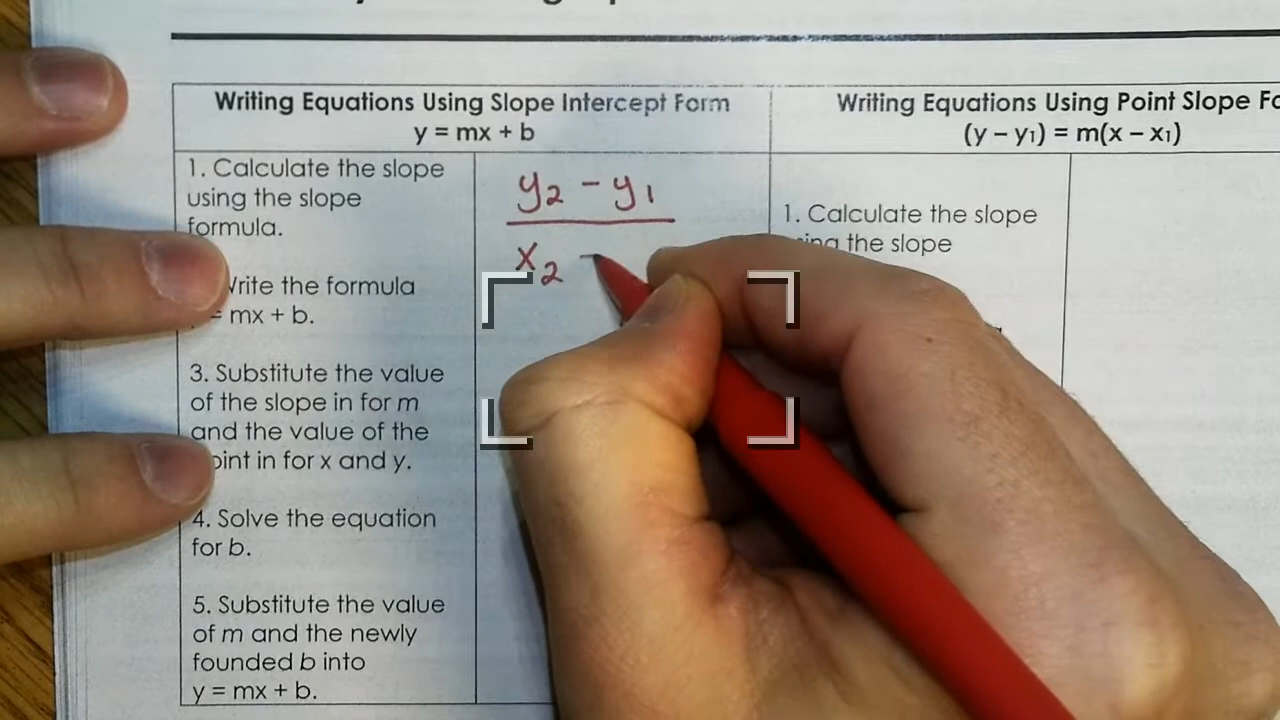 Writing Equations Using Slope Intercept Form
y = mx + b
Writing Equations Using Point Slope
(y – y₁) = m(x – x₁)
1. Calculate the slope
using the slope
formula.
Write the formula
= mx + b.
3. Substitute the value
of the slope in for m
and the value of the
point in for x and y.
4. Solve the equation
for b.
5. Substitute the value
of m and the newly
founded b into
y = mx + b.
y₂ – y₁
x₂ –
1. Calculate the slope
the slope